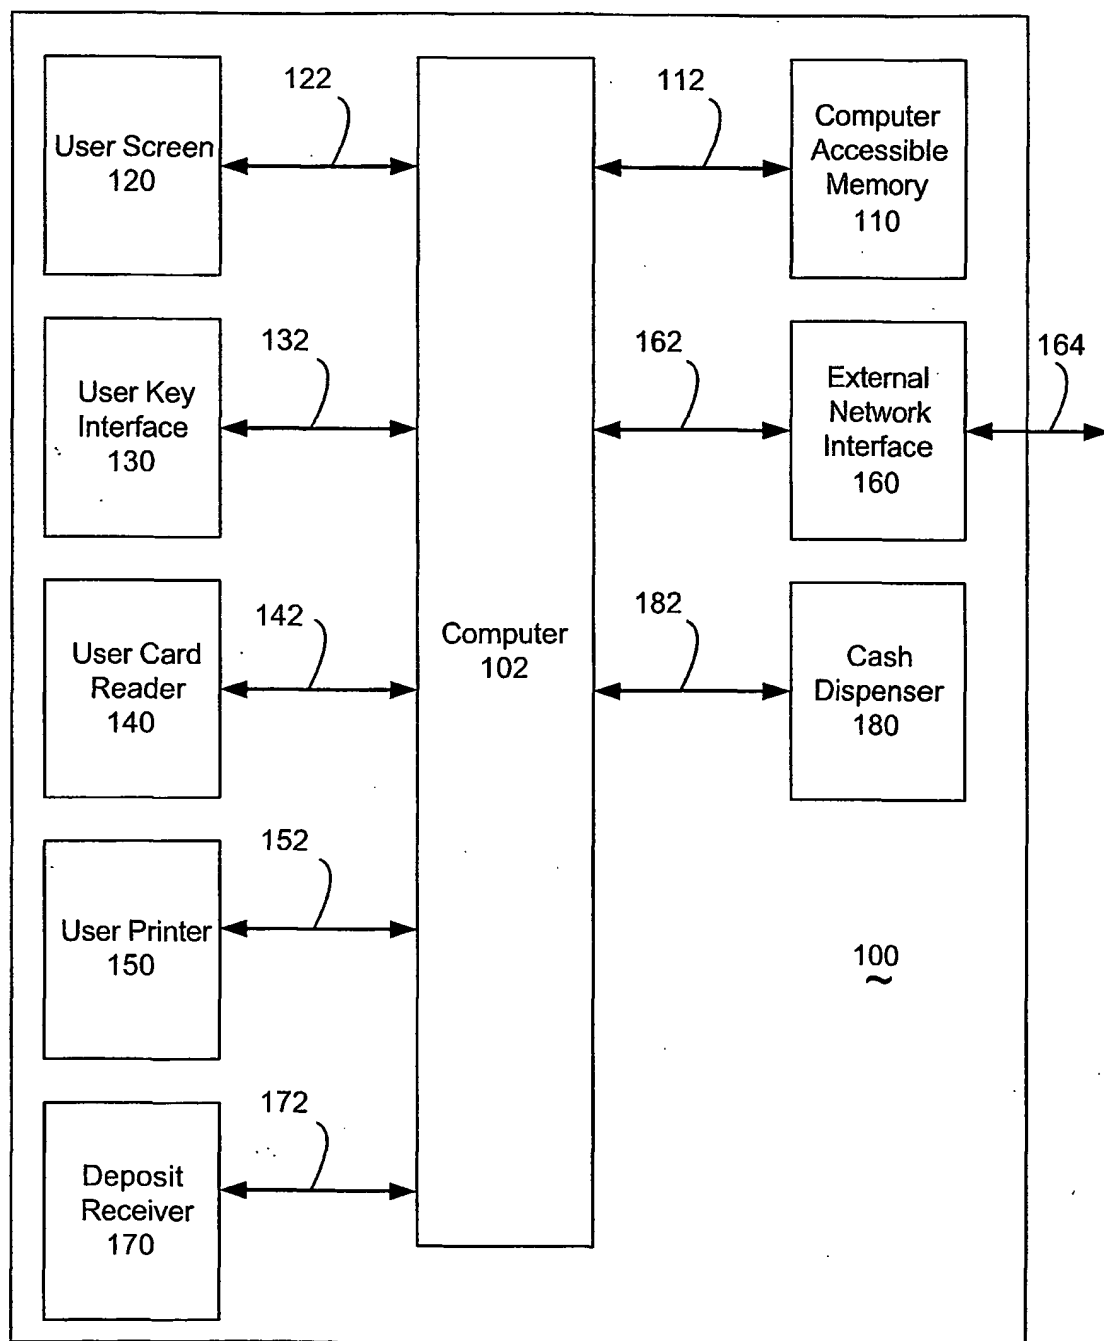 122
112
User Screen
120
Computer
Accessible
Memory
110
132
162
164
User Key
Interface
130
External
Network
Interface
160
142
182
User Card
Reader
140
Computer
102
Cash
Dispenser
180
152
User Printer
150
100
172
Deposit
Receiver
170